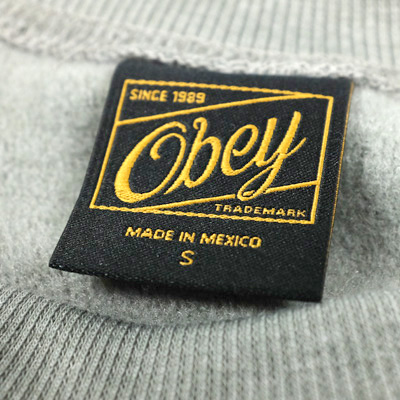 SINCE 1989
Obey
TRADEMARK
MADE IN MEXICO
S